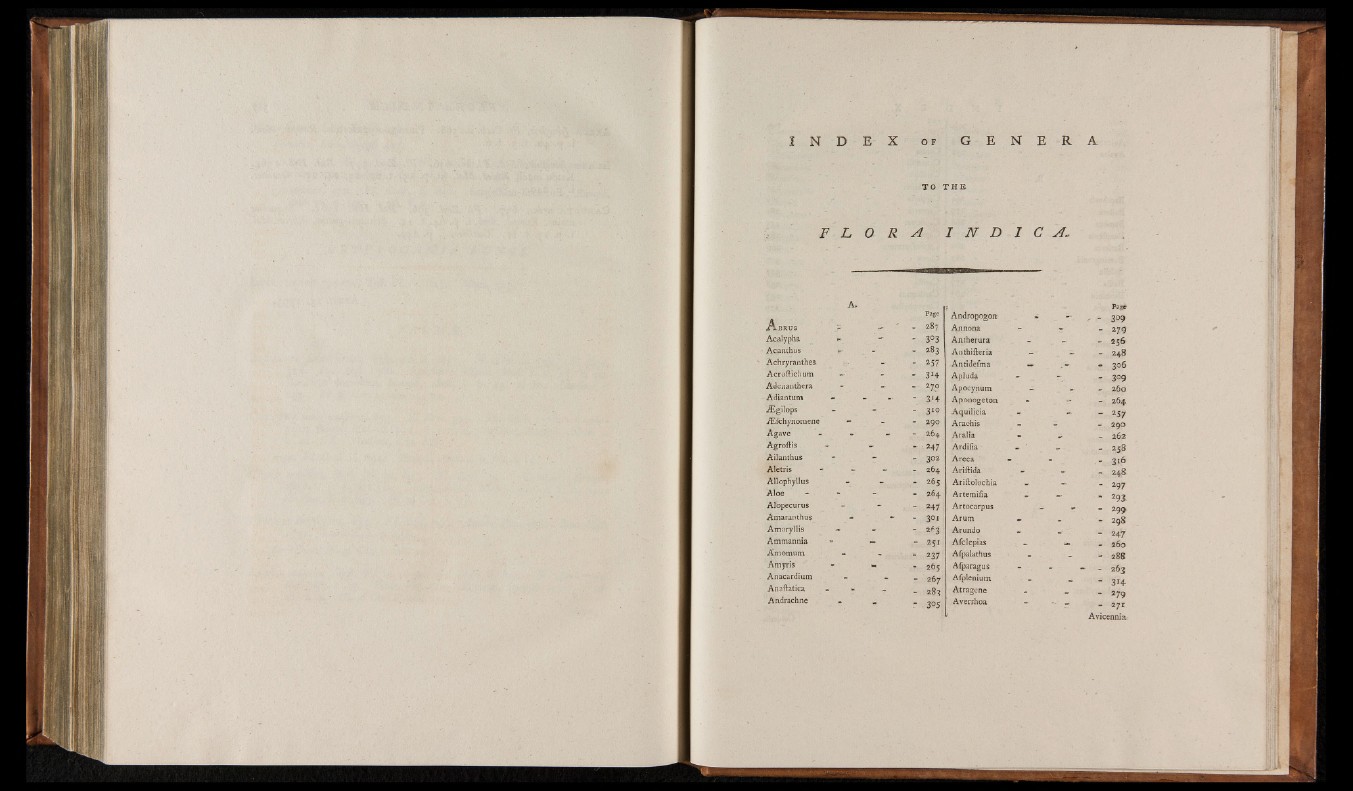 INDEX OF GENERA
TO THE
FLORA INDICA.
A.
Page
ABRUS - - - 287
Acalypha - - 303
Acanthus - - - 283
Achryranthes - - 257
Acroſtichum - - - 314
Adenanthera - - - 270
Adiantum - - - - 314
Ægilops - - - 310
Æſchynomene - - - 290
Agave - - - - 264
Agroſtis - - - 247
Ailanthus - - - 302
Aletris - - - - 264
Allophyllus - - - 265
Aloe - - - - 264
Alopecurus - - - 247
Amaranthus - - - 301
Amaryllis - - - 263
Ammannia - - - 251
Amomum - - - 237
Amyris - - - 265
Anacardium - - - 267
Anaſtatica - - - - 283
Andrachne - - - 305
Page
Andropogon - - - 309
Annona - - - 279
Antherura - - - 256
Anthiſteria - - - 248
Antideſma - - - 306
Apluda - - - 309
Apocynum - - - 260
Aponogeton - - - 264
Aquilicia - - - 257
Arachis - - - 290
Aralia - - - 262
Ardiſia - - - 258
Areca - - - 316
Ariſtida - - - 248
Ariſtolochia - - - 297
Artemiſia - - - 293
Artocarpus - - - 299
Arum - - - 298
Arundo - - - 247
Aſclepias - - - 260
Aſpalathus - - - 288
Aſparagus - - - - 263
Aſplenium - - - 314
Atragene - - - 279
Averrhoa - - - 271
Avicennia